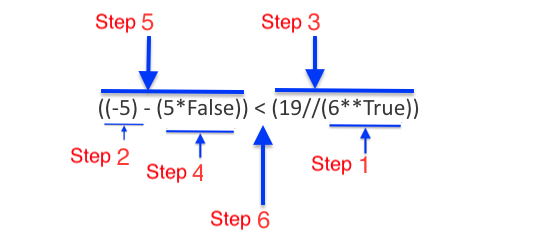 Step 5 Step 3
((-5) - (5*False)) < (19//(6**True))
Step 2 Step 4 Step 1
Step 6